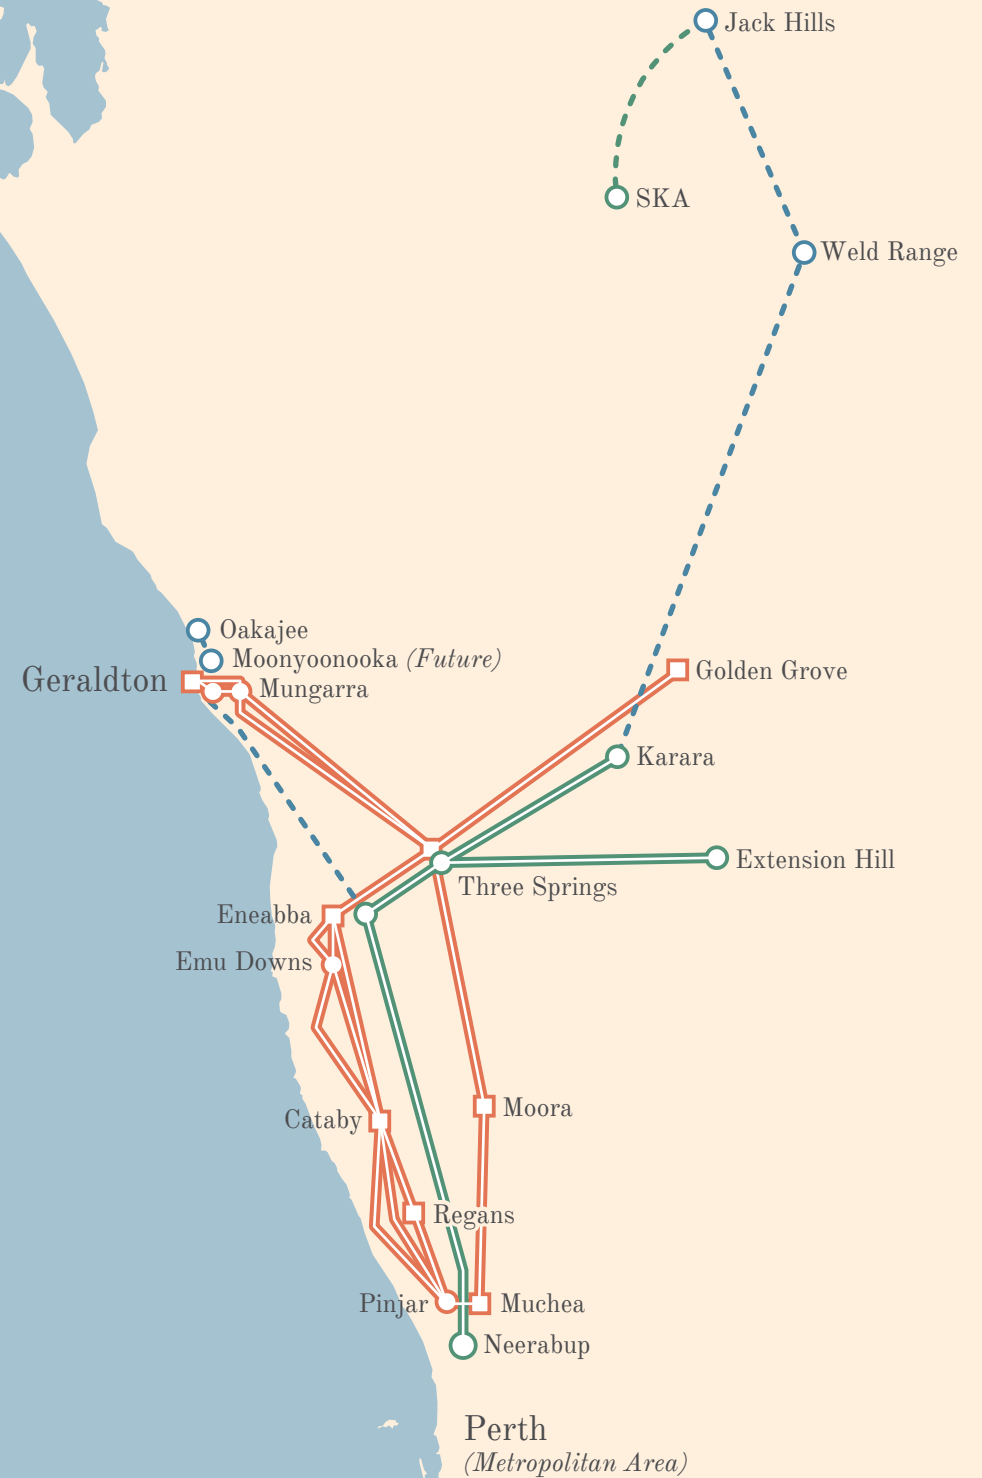 Jack Hills
SKA
Weld Range
Oakajee
Moonyoonooka (Future)
Geraldton
Mungarra
Golden Grove
Karara
Extension Hill
Three Springs
Eneabba
Emu Downs
Cataby
Moora
Regans
Pinjar
Muchea
Neerabup
Perth
(Metropolitan Area)